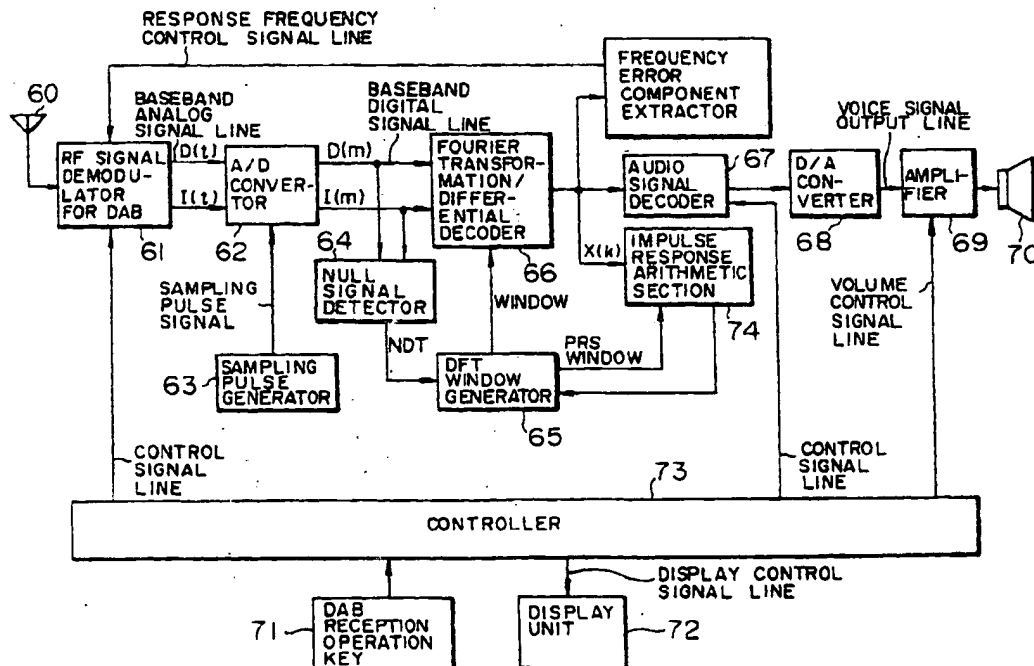 RESPONSE FREQUENCY
CONTROL SIGNAL LINE
60
BASEBAND
ANALOG
SIGNAL LINE
BASEBAND
DIGITAL
SIGNAL LINE
FREQUENCY
ERROR
COMPONENT
EXTRACTOR
VOICE SIGNAL
OUTPUT LINE
RF SIGNAL
DEMODU-
LATOR
FOR DAB
61
D(t)
I(t)
A/D
CONVER-
TOR
62
D(m)
I(m)
FOURIER
TRANSFOR-
MATION/
DIFFER-
ENTIAL
DECODER
66
67
AUDIO
SIGNAL
DECODER
D/A
CON-
VERTER
68
AMPLI-
FIER
69
70
64
NULL
SIGNAL
DETECTOR
X(k)
IMPULSE
RESPONSE
ARITHMETIC
SECTION
74
SAMPLING
PULSE
SIGNAL
WINDOW
VOLUME
CONTROL
SIGNAL
LINE
NDT
PRS
WINDOW
63
SAMPLING
PULSE
GENERATOR
DFT
WINDOW
GENERATOR
65
CONTROL
SIGNAL
LINE
CONTROL
SIGNAL
LINE
73
CONTROLLER
DISPLAY CONTROL
SIGNAL LINE
71
DAB
RECEPTION
OPERATION
KEY
DISPLAY
UNIT
72